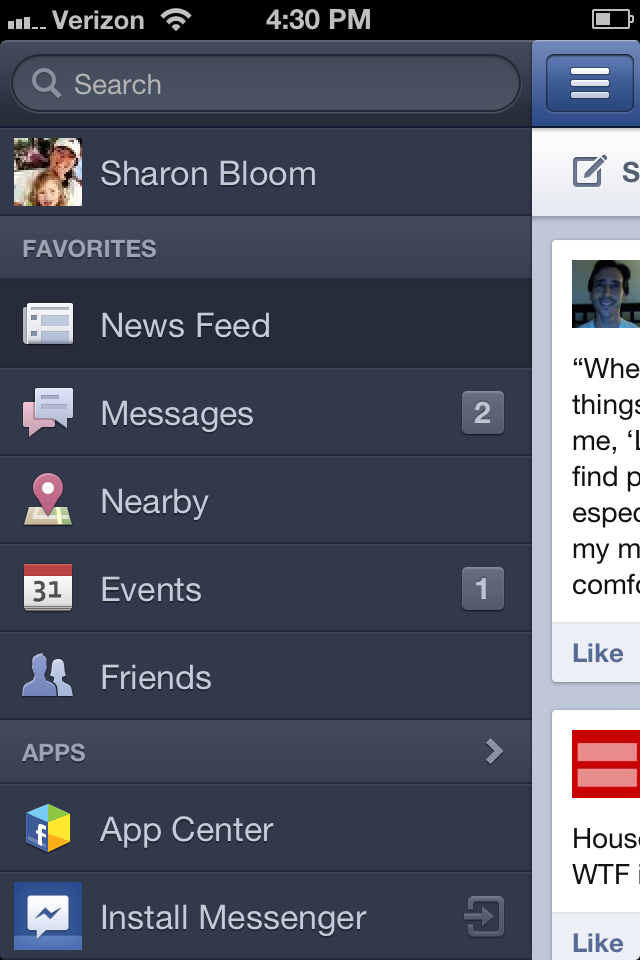 Verizon 4:30 PM
Search
Sharon Bloom
FAVORITES
News Feed
Messages 2
Nearby
31 Events 1
Friends
APPS
f App Center
Install Messenger
S
“Whe
things
me, ‘L
find p
espec
my m
comfo
Like
House
WTF i
Like